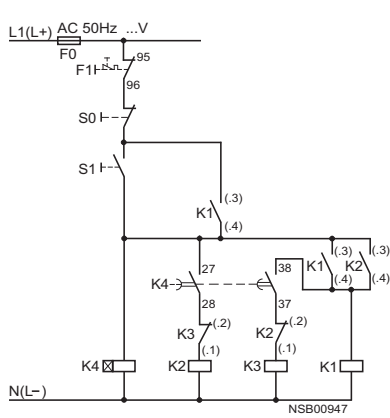 L1(L+) AC 50Hz ...V
F0
95
F1
96
S0
S1
(.3)
K1
(.4)
(.3) (.3)
27 38 K1 K2
K4 (.4) (.4)
28 37
(.2) (.2)
K3 K2
(.1) (.1)
K4 K2 K3 K1
N(L–)
NSB00947